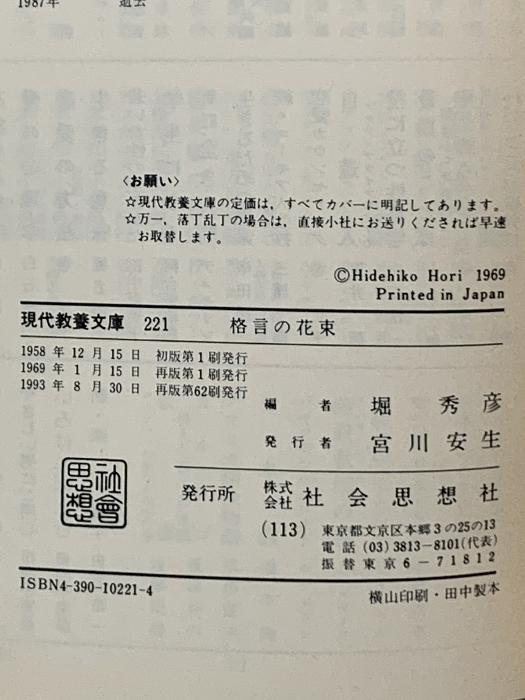 1987年 逝去
〈お願い〉
☆現代教養文庫の定価は，すべてカバーに明記してあります。
☆万一，落丁乱丁の場合は，直接小社にお送りくだされば早速
お取替します。
©Hidehiko Hori 1969
Printed in Japan
現代教養文庫 221 格言の花束
1958 年 12 月 15 日 初版第1刷発行
1969 年 1 月 15 日 再版第1刷発行
1993 年 8 月 30 日 再版第62刷発行
編者 堀秀彦
発行者 宮川安生
社會思想
発行所 株式会社 社会思想社
(113) 東京都文京区本郷3の25の13
電話 (03) 3813−8101(代表)
振替東京 6−71812
ISBN4-390-10221-4
横山印刷・田中製本